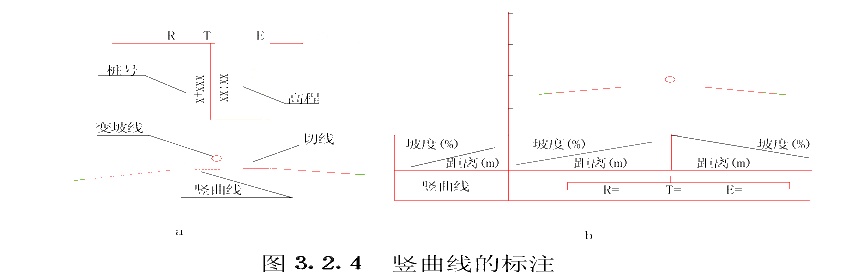 R T E
桩号
x+xxx
xx:xx
高程
变坡线
切线
竖曲线
a
坡度(%)
距离(m)
坡度(%)
距离(m)
坡度(%)
距离(m)
竖曲线
R= T= E=
b
图 3.2.4 竖曲线的标注